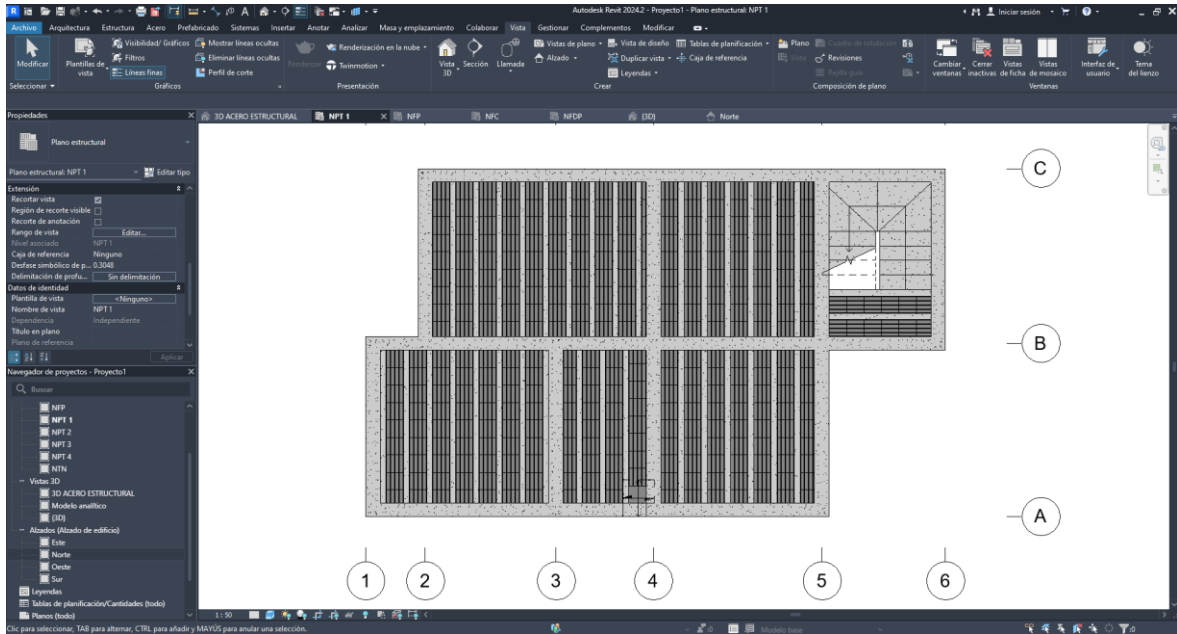 Autodesk Revit 2024.2 - Proyecto1 - Plano estructural: NPT 1
Iniciar sesión
Archivo Arquitectura Estructura Acero Prefabricado Sistemas Insertar Anotar Analizar Masa y emplazamiento Colaborar Vista Gestionar Complementos Modificar
Modificar
Plantillas de vista
Visibilidad/ Gráficos
Filtros
Líneas finas
Mostrar líneas ocultas
Eliminar líneas ocultas
Perfil de corte
Renderizar
Renderización en la nube
Twinmotion
Vista 3D
Sección
Llamada
Vistas de plano
Alzado
Vista de diseño
Duplicar vista
Leyendas
Tablas de planificación
Caja de referencia
Plano
Vista
Cuadro de rotulación
Revisiones
Rejilla guía
Cambiar ventanas
Cerrar inactivas
Vistas de ficha
Vistas de mosaico
Interfaz de usuario
Tema del lienzo
Seleccionar
Gráficos
Presentación
Crear
Composición de plano
Ventanas
Propiedades
3D ACERO ESTRUCTURAL
NPT 1
NFP
NFC
NFDP
{3D}
Norte
Plano estructural
Plano estructural: NPT 1
Editar tipo
Extensión
Recortar vista
Región de recorte visible
Recorte de anotación
Rango de vista Editar...
Nivel asociado NPT 1
Caja de referencia Ninguno
Desfase simbólico de p... 0.3048
Delimitación de profu... Sin delimitación
Datos de identidad
Plantilla de vista <Ninguno>
Nombre de vista NPT 1
Dependencia Independiente
Título en plano
Plano de referencia
Aplicar
Navegador de proyectos - Proyecto1
Buscar
NFP
NPT 1
NPT 2
NPT 3
NPT 4
NTN
Vistas 3D
3D ACERO ESTRUCTURAL
Modelo analítico
{3D}
Alzados (Alzado de edificio)
Este
Norte
Oeste
Sur
Leyendas
Tablas de planificación/Cantidades (todo)
Planos (todo)
C
B
A
1 2 3 4 5 6
1 : 50
Clic para seleccionar, TAB para alternar, CTRL para añadir y MAYÚS para anular una selección.
:0
Modelo base
:0